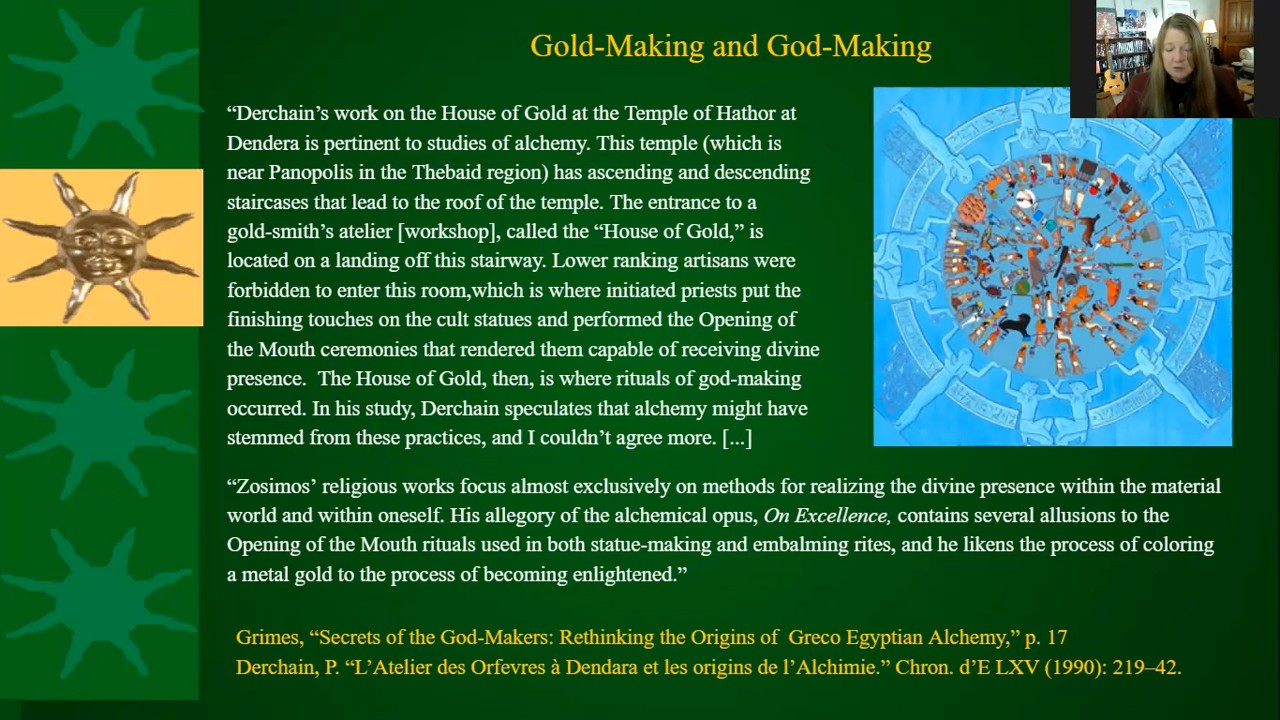 Gold-Making and God-Making
“Derchain’s work on the House of Gold at the Temple of Hathor at
Dendera is pertinent to studies of alchemy. This temple (which is
near Panopolis in the Thebaid region) has ascending and descending
staircases that lead to the roof of the temple. The entrance to a
gold-smith’s atelier [workshop], called the “House of Gold,” is
located on a landing off this stairway. Lower ranking artisans were
forbidden to enter this room,which is where initiated priests put the
finishing touches on the cult statues and performed the Opening of
the Mouth ceremonies that rendered them capable of receiving divine
presence.  The House of Gold, then, is where rituals of god-making
occurred. In his study, Derchain speculates that alchemy might have
stemmed from these practices, and I couldn’t agree more. [...]
“Zosimos’ religious works focus almost exclusively on methods for realizing the divine presence within the material
world and within oneself. His allegory of the alchemical opus, On Excellence, contains several allusions to the
Opening of the Mouth rituals used in both statue-making and embalming rites, and he likens the process of coloring
a metal gold to the process of becoming enlightened.”
Grimes, “Secrets of the God-Makers: Rethinking the Origins of  Greco Egyptian Alchemy,” p. 17
Derchain, P. “L’Atelier des Orfevres à Dendara et les origins de l’Alchimie.” Chron. d’E LXV (1990): 219–42.